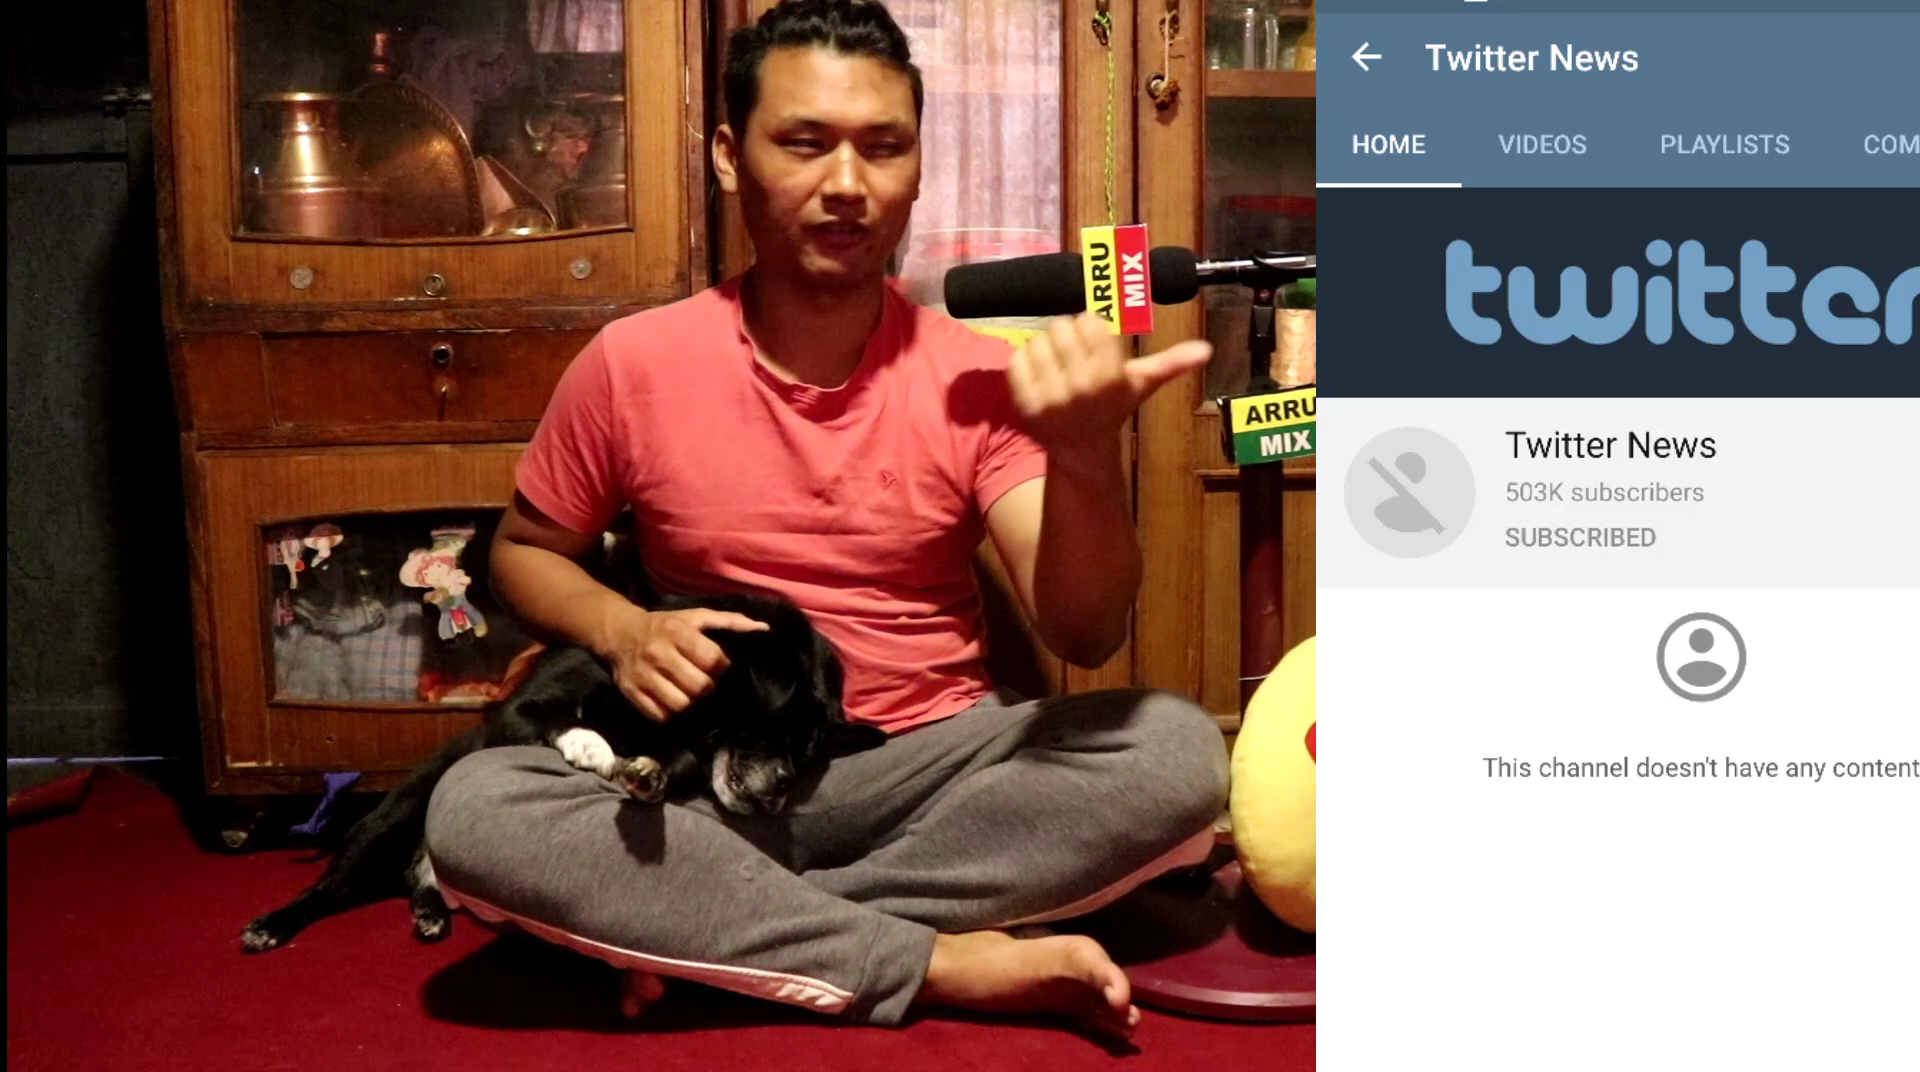 ARRU
MIX
ARRU
MIX
Twitter News
HOME VIDEOS PLAYLISTS COM
twitter
Twitter News
503K subscribers
SUBSCRIBED
This channel doesn't have any content